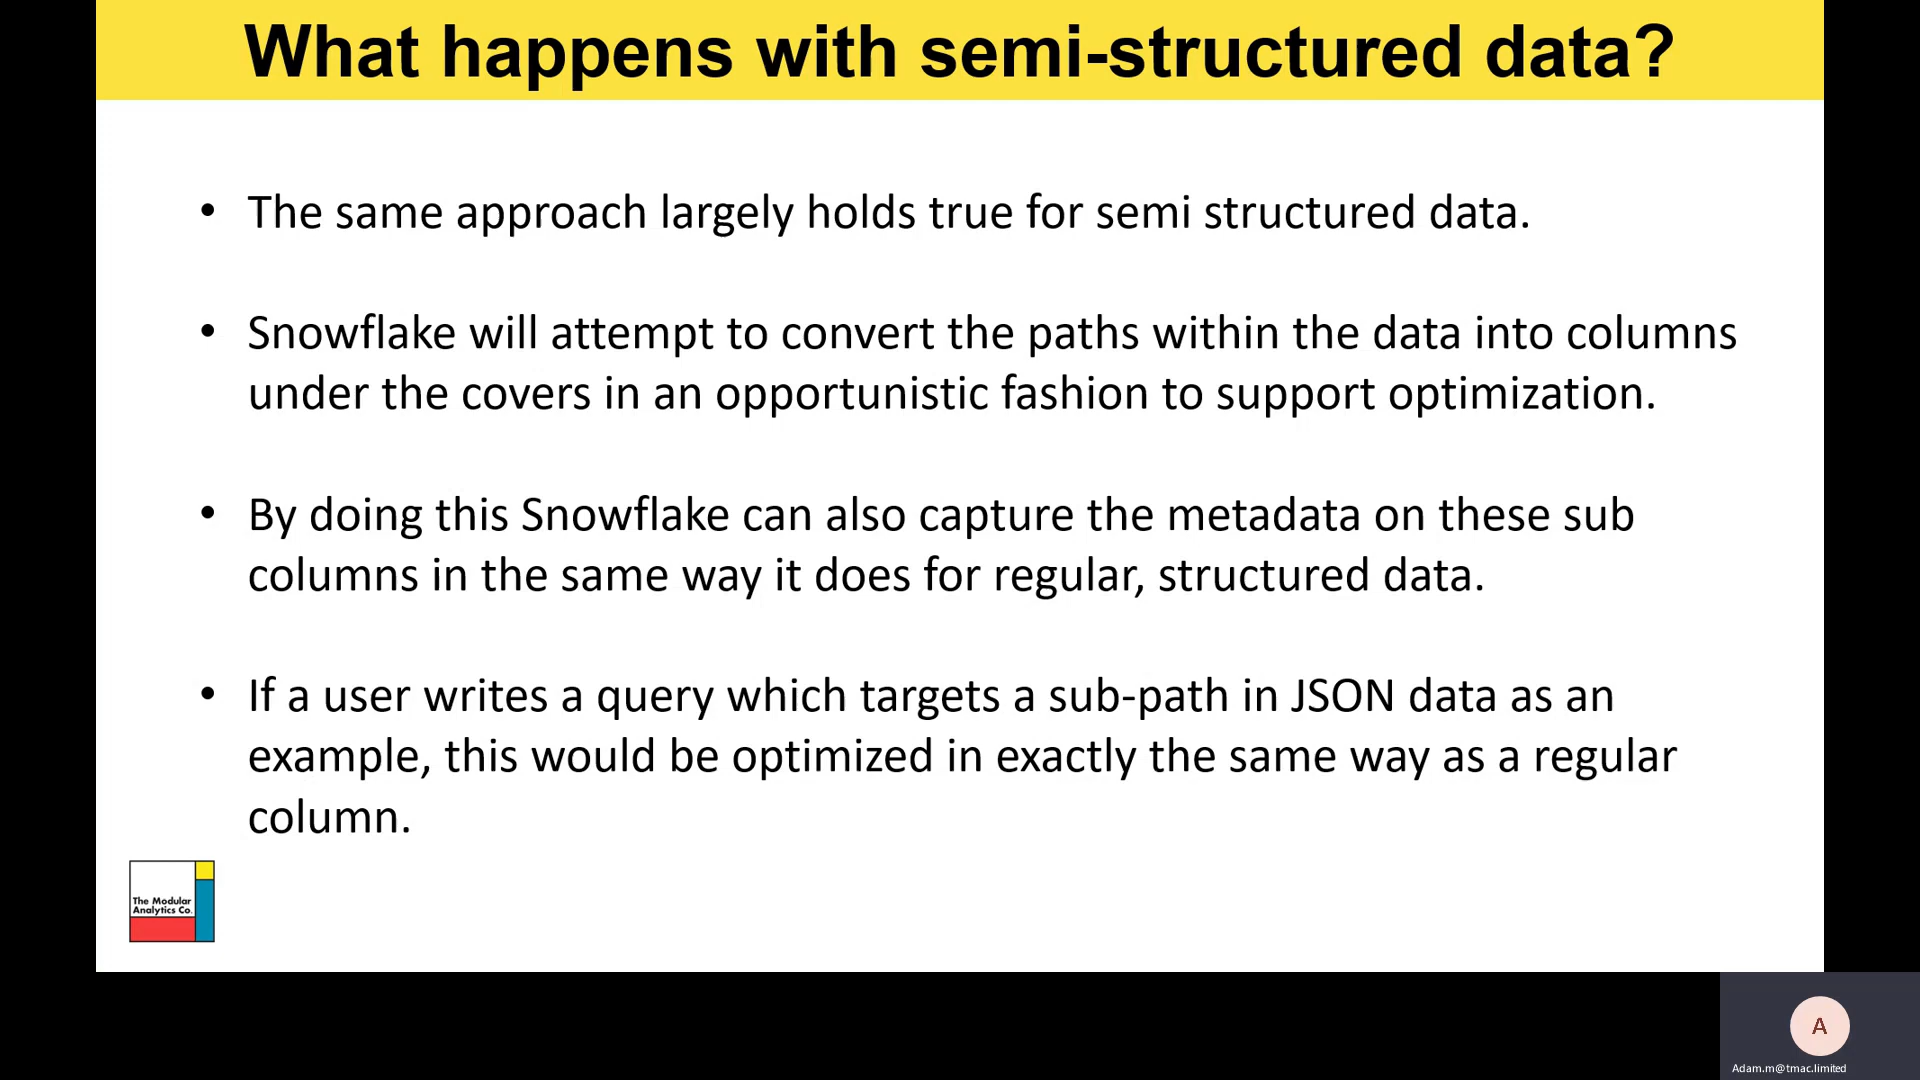 What happens with semi-structured data?
• The same approach largely holds true for semi structured data.
• Snowflake will attempt to convert the paths within the data into columns
under the covers in an opportunistic fashion to support optimization.
• By doing this Snowflake can also capture the metadata on these sub
columns in the same way it does for regular, structured data.
• If a user writes a query which targets a sub-path in JSON data as an
example, this would be optimized in exactly the same way as a regular
column.
The Modular
Analytics Co.
A
Adam.m@tmac.limited